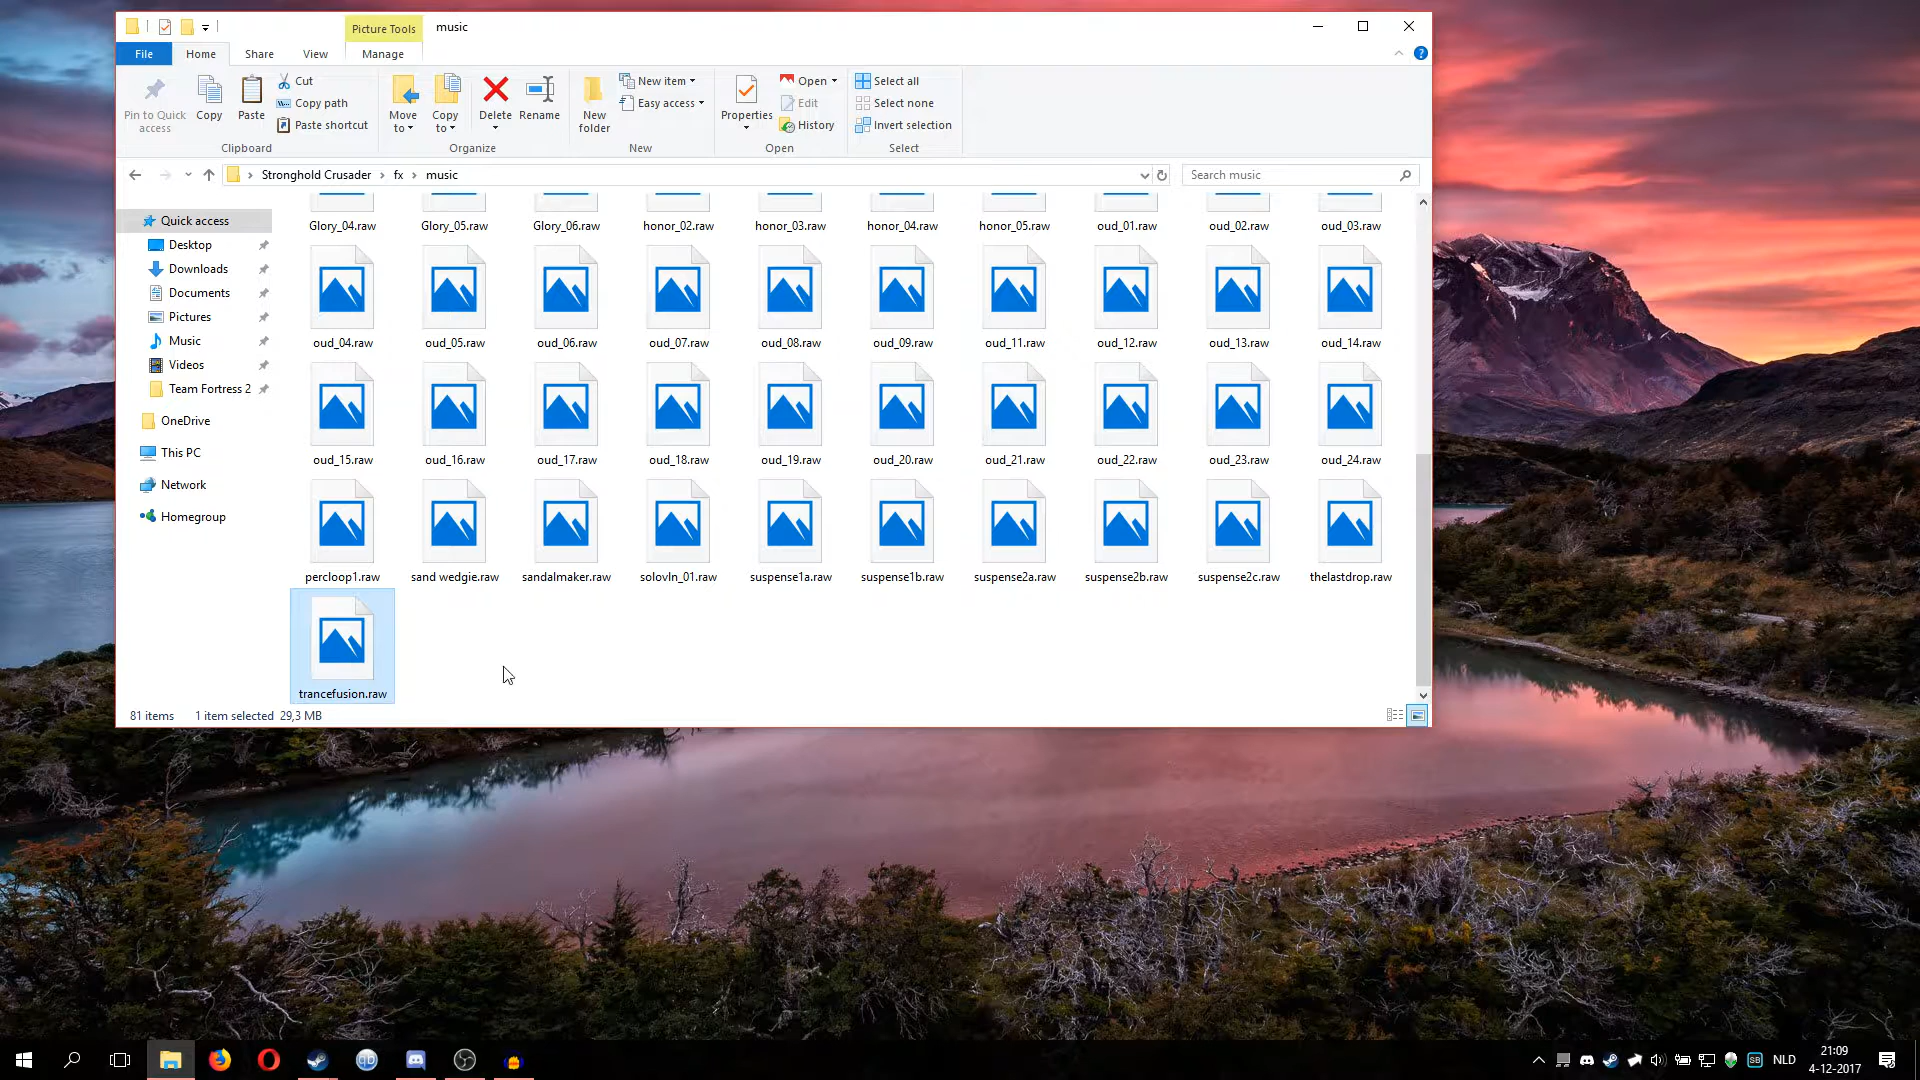 Picture Tools
music
File
Home
Share
View
Manage
Pin to Quick access
Copy
Paste
Cut
Copy path
Paste shortcut
Move to
Copy to
Delete
Rename
New folder
New item
Easy access
Properties
Open
Edit
History
Select all
Select none
Invert selection
Clipboard
Organize
New
Open
Select
Stronghold Crusader
fx
music
Search music
Quick access
Desktop
Downloads
Documents
Pictures
Music
Videos
Team Fortress 2
OneDrive
This PC
Network
Homegroup
Glory_04.raw
Glory_05.raw
Glory_06.raw
honor_02.raw
honor_03.raw
honor_04.raw
honor_05.raw
oud_01.raw
oud_02.raw
oud_03.raw
oud_04.raw
oud_05.raw
oud_06.raw
oud_07.raw
oud_08.raw
oud_09.raw
oud_11.raw
oud_12.raw
oud_13.raw
oud_14.raw
oud_15.raw
oud_16.raw
oud_17.raw
oud_18.raw
oud_19.raw
oud_20.raw
oud_21.raw
oud_22.raw
oud_23.raw
oud_24.raw
percloop1.raw
sand wedgie.raw
sandalmaker.raw
solovln_01.raw
suspense1a.raw
suspense1b.raw
suspense2a.raw
suspense2b.raw
suspense2c.raw
thelastdrop.raw
trancefusion.raw
81 items
1 item selected
29,3 MB
qb
SB
NLD
21:09
4-12-2017